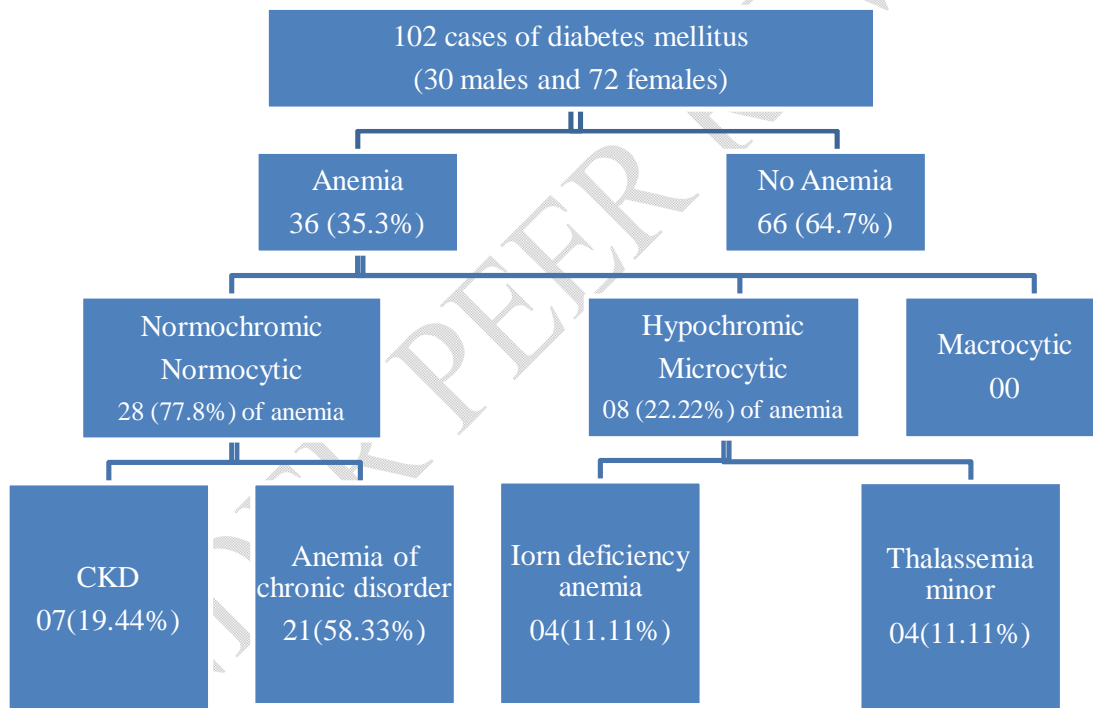 102 cases of diabetes mellitus
(30 males and 72 females)
Anemia
36 (35.3%)
No Anemia
66 (64.7%)
Normochromic
Normocytic
28 (77.8%) of anemia
Hypochromic
Microcytic
08 (22.22%) of anemia
Macrocytic
00
CKD
07(19.44%)
Anemia of
chronic disorder
21(58.33%)
Iorn deficiency
anemia
04(11.11%)
Thalassemia
minor
04(11.11%)
PEER